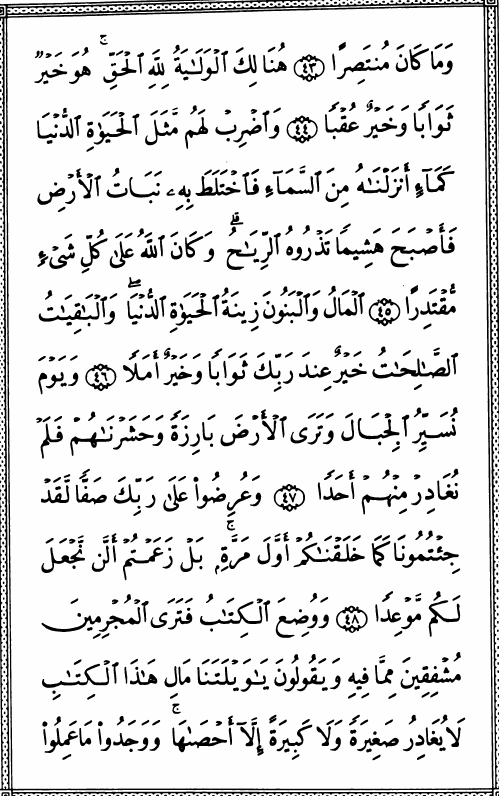 وَمَا كَانَ مُنتَصِرًا ٤٣ هُنَالِكَ ٱلْوَلَـٰيَةُ لِلَّهِ ٱلْحَقِّ ۚ هُوَ خَيْرٌ
ثَوَابًا وَخَيْرٌ عُقْبًا ٤٤ وَٱضْرِبْ لَهُم مَّثَلَ ٱلْحَيَوٰةِ ٱلدُّنْيَا
كَمَآءٍ أَنزَلْنَـٰهُ مِنَ ٱلسَّمَآءِ فَٱخْتَلَطَ بِهِۦ نَبَاتُ ٱلْأَرْضِ
فَأَصْبَحَ هَشِيمًا تَذْرُوهُ ٱلرِّيَـٰحُ ۗ وَكَانَ ٱللَّهُ عَلَىٰ كُلِّ شَىْءٍ
مُّقْتَدِرًا ٤٥ ٱلْمَالُ وَٱلْبَنُونَ زِينَةُ ٱلْحَيَوٰةِ ٱلدُّنْيَا ۖ وَٱلْبَـٰقِيَـٰتُ
ٱلصَّـٰلِحَـٰتُ خَيْرٌ عِندَ رَبِّكَ ثَوَابًا وَخَيْرٌ أَمَلًا ٤٦ وَيَوْمَ
نُسَيِّرُ ٱلْجِبَالَ وَتَرَى ٱلْأَرْضَ بَارِزَةً وَحَشَرْنَـٰهُمْ فَلَمْ
نُغَادِرْ مِنْهُمْ أَحَدًا ٤٧ وَعُرِضُوا۟ عَلَىٰ رَبِّكَ صَفًّا لَّقَدْ
جِئْتُمُونَا كَمَا خَلَقْنَـٰكُمْ أَوَّلَ مَرَّةٍۭ ۚ بَلْ زَعَمْتُمْ أَلَّن نَّجْعَلَ
لَكُم مَّوْعِدًا ٤٨ وَوُضِعَ ٱلْكِتَـٰبُ فَتَرَى ٱلْمُجْرِمِينَ
مُشْفِقِينَ مِمَّا فِيهِ وَيَقُولُونَ يَـٰوَيْلَتَنَا مَالِ هَـٰذَا ٱلْكِتَـٰبِ
لَا يُغَادِرُ صَغِيرَةً وَلَا كَبِيرَةً إِلَّآ أَحْصَىٰهَا ۚ وَوَجَدُوا۟ مَا عَمِلُوا۟